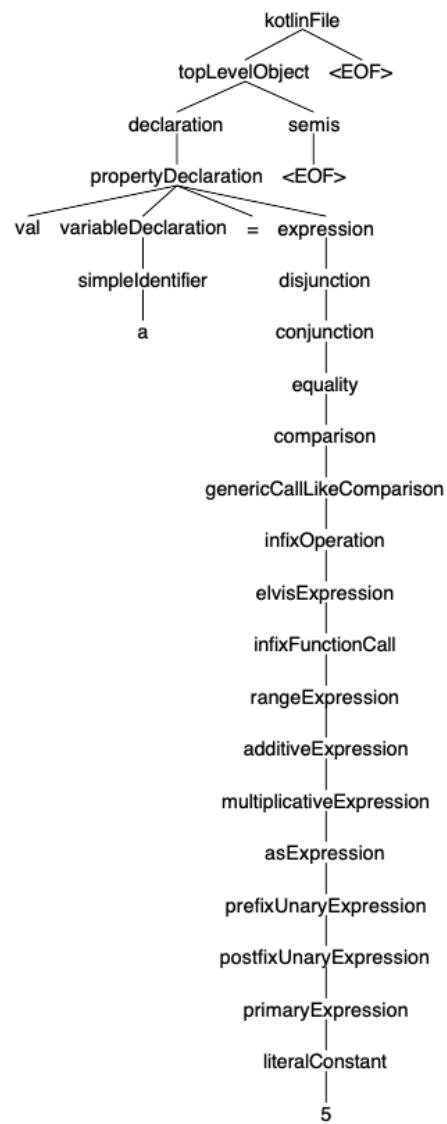 kotlinFile
topLevelObject <EOF>
declaration semis
propertyDeclaration <EOF>
val variableDeclaration = expression
simpleIdentifier disjunction
a conjunction
equality
comparison
genericCallLikeComparison
infixOperation
elvisExpression
infixFunctionCall
rangeExpression
additiveExpression
multiplicativeExpression
asExpression
prefixUnaryExpression
postfixUnaryExpression
primaryExpression
literalConstant
5